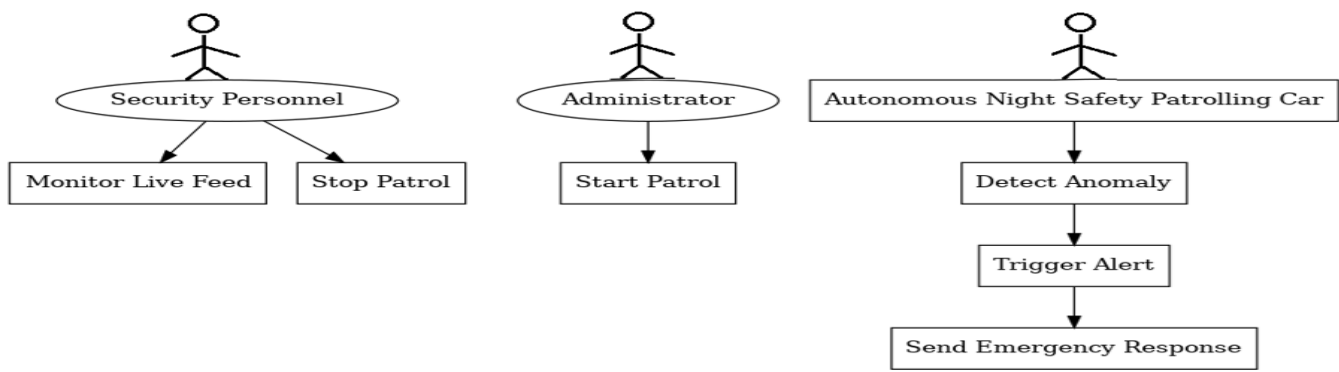 Security Personnel
Administrator
Autonomous Night Safety Patrolling Car
Monitor Live Feed
Stop Patrol
Start Patrol
Detect Anomaly
Trigger Alert
Send Emergency Response